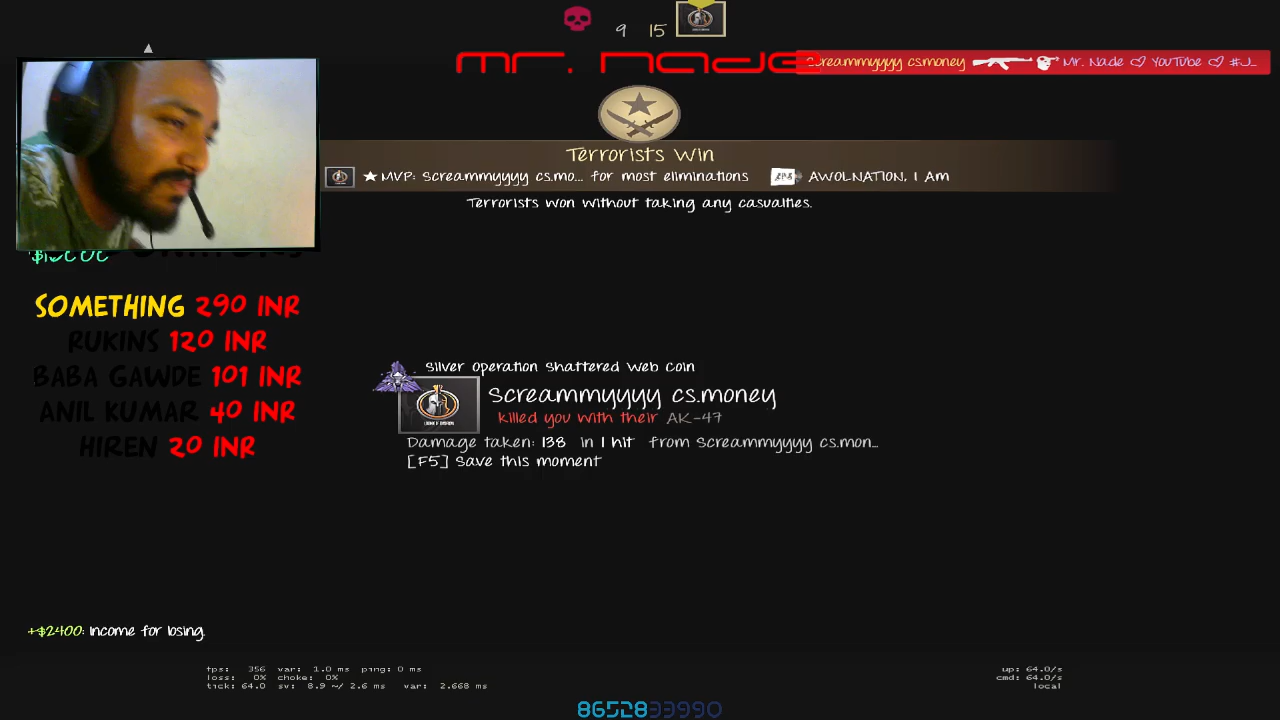 9 15
MR. NADE
Screammyyyy cs.money Mr. Nade ♡ YouTube ♡ #J...
Terrorists Win
★ MVP: Screammyyyy cs.mo... for most eliminations AWOLNATION, I Am
Terrorists won without taking any casualties.
SOMETHING 290 INR
RUKINS 120 INR
BABA GAWDE 101 INR
ANIL KUMAR 40 INR
HIREN 20 INR
Silver Operation Shattered Web Coin
Screammyyyy cs.money
killed you with their AK-47
Damage taken: 138 in 1 hit from Screammyyyy cs.mon...
[F5] Save this moment
+$2400: Income for losing.
fps: 356 var: 1.0 ms ping: 0 ms
loss: 0% choke: 0%
tick: 64.0 sv: 8.9 ~/ 2.6 ms var: 2.668 ms
up: 64.0/s
cmd: 64.0/s
local
8652833990